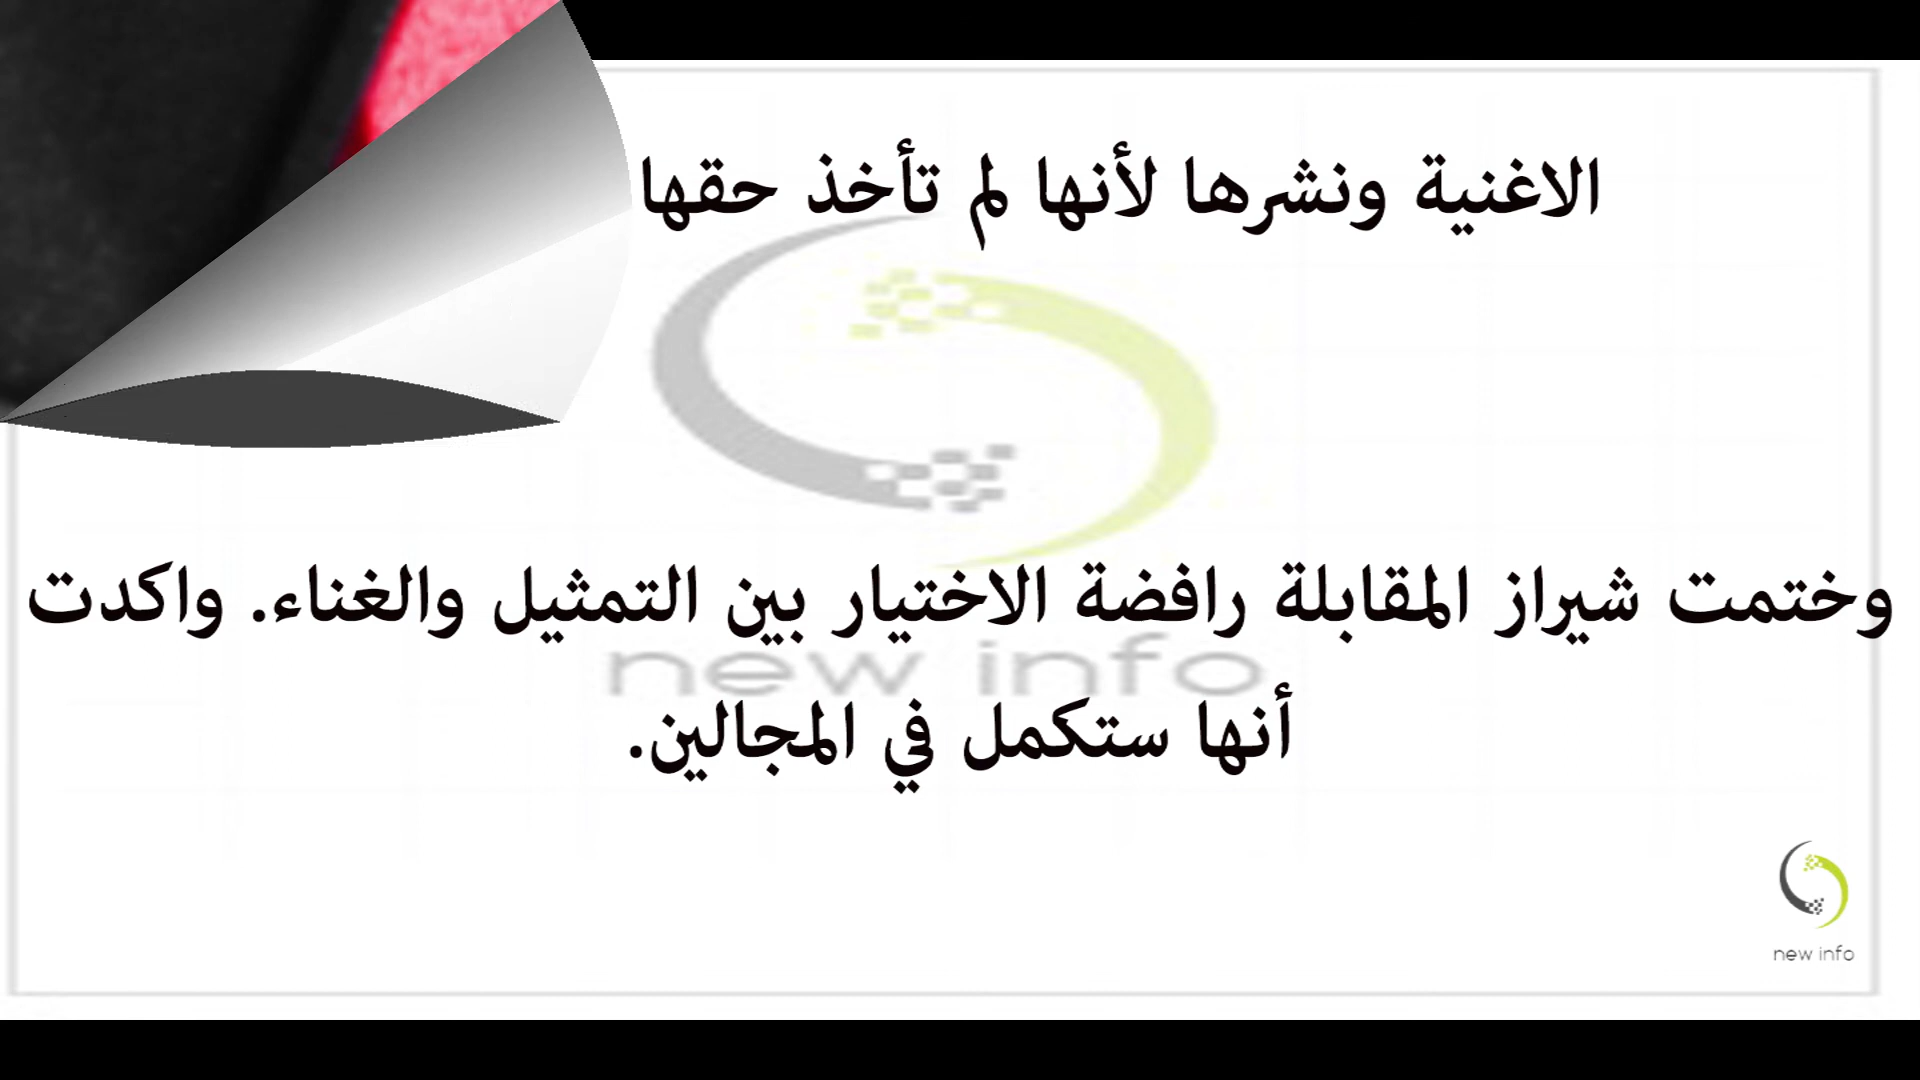 الاغنية ونشرها لأنها لم تأخذ حقها
وختمت شيراز المقابلة رافضة الاختيار بين التمثيل والغناء. واكدت
new info
أنها ستكمل في المجالين.
new info